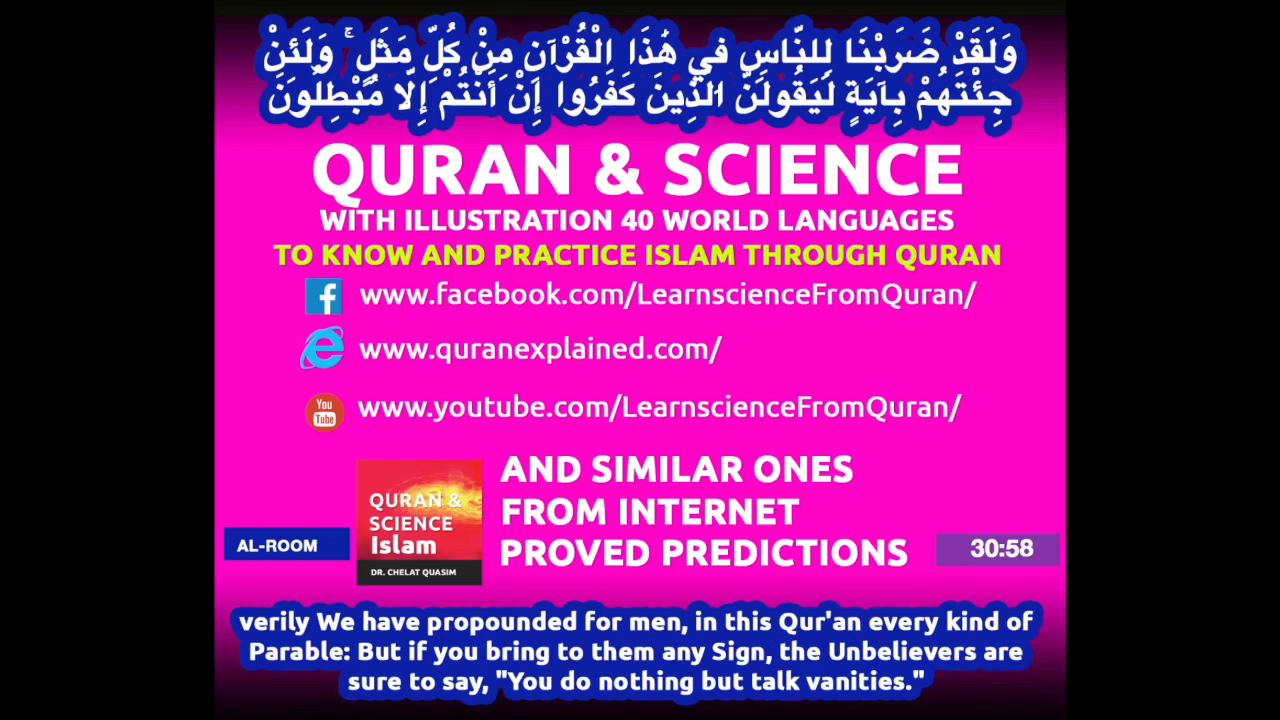 وَلَقَدْ ضَرَبْنَا لِلنَّاسِ فِي هَٰذَا الْقُرْآنِ مِنْ كُلِّ مَثَلٍ ۚ وَلَئِنْ
جِئْتَهُمْ بِآيَةٍ لَيَقُولَنَّ الَّذِينَ كَفَرُوا إِنْ أَنْتُمْ إِلَّا مُبْطِلُونَ
QURAN & SCIENCE
WITH ILLUSTRATION 40 WORLD LANGUAGES
TO KNOW AND PRACTICE ISLAM THROUGH QURAN
f www.facebook.com/LearnscienceFromQuran/
www.quranexplained.com/
You
Tube
www.youtube.com/LearnscienceFromQuran/
AND SIMILAR ONES
FROM INTERNET
PROVED PREDICTIONS
QURAN &
SCIENCE
Islam
DR. CHELAT QUASIM
AL-ROOM
30:58
verily We have propounded for men, in this Qur'an every kind of
Parable: But if you bring to them any Sign, the Unbelievers are
sure to say, "You do nothing but talk vanities."